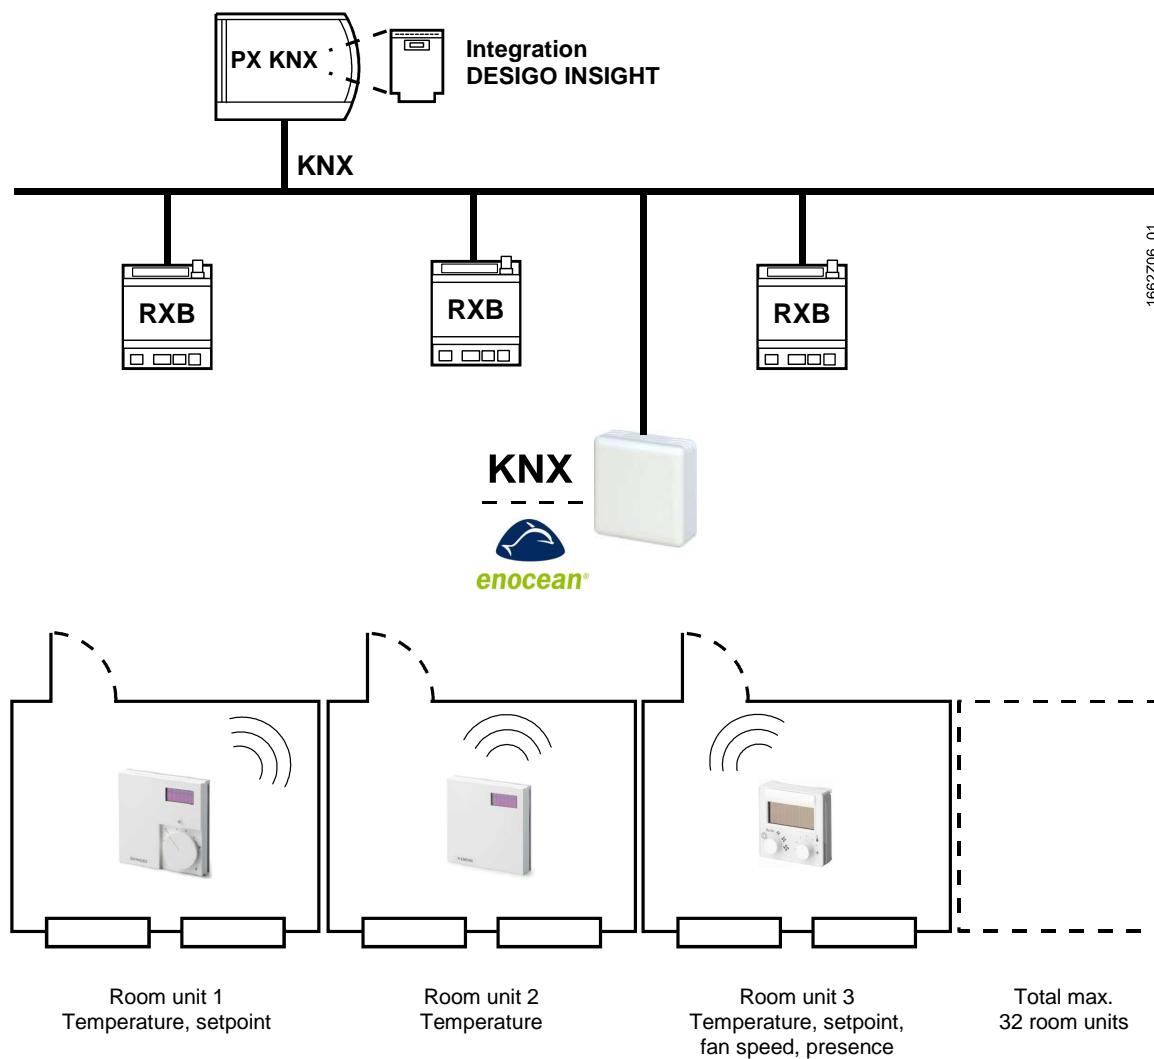 PX KNX
Integration
DESIGO INSIGHT
KNX
1662Z06_01
RXB
RXB
RXB
KNX
enocean®
Room unit 1
Temperature, setpoint
Room unit 2
Temperature
Room unit 3
Temperature, setpoint,
fan speed, presence
Total max.
32 room units